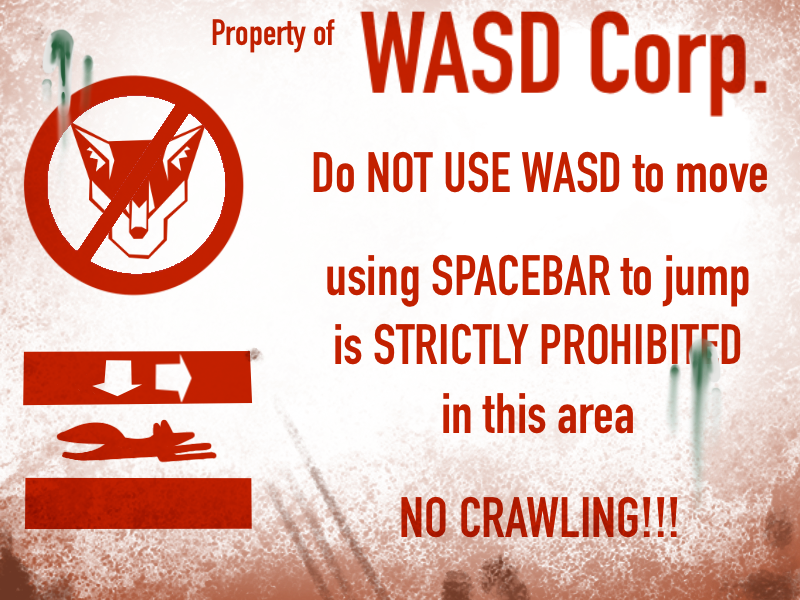 Property of WASD Corp.
Do NOT USE WASD to move
using SPACEBAR to jump
is STRICTLY PROHIBITED
in this area
NO CRAWLING!!!